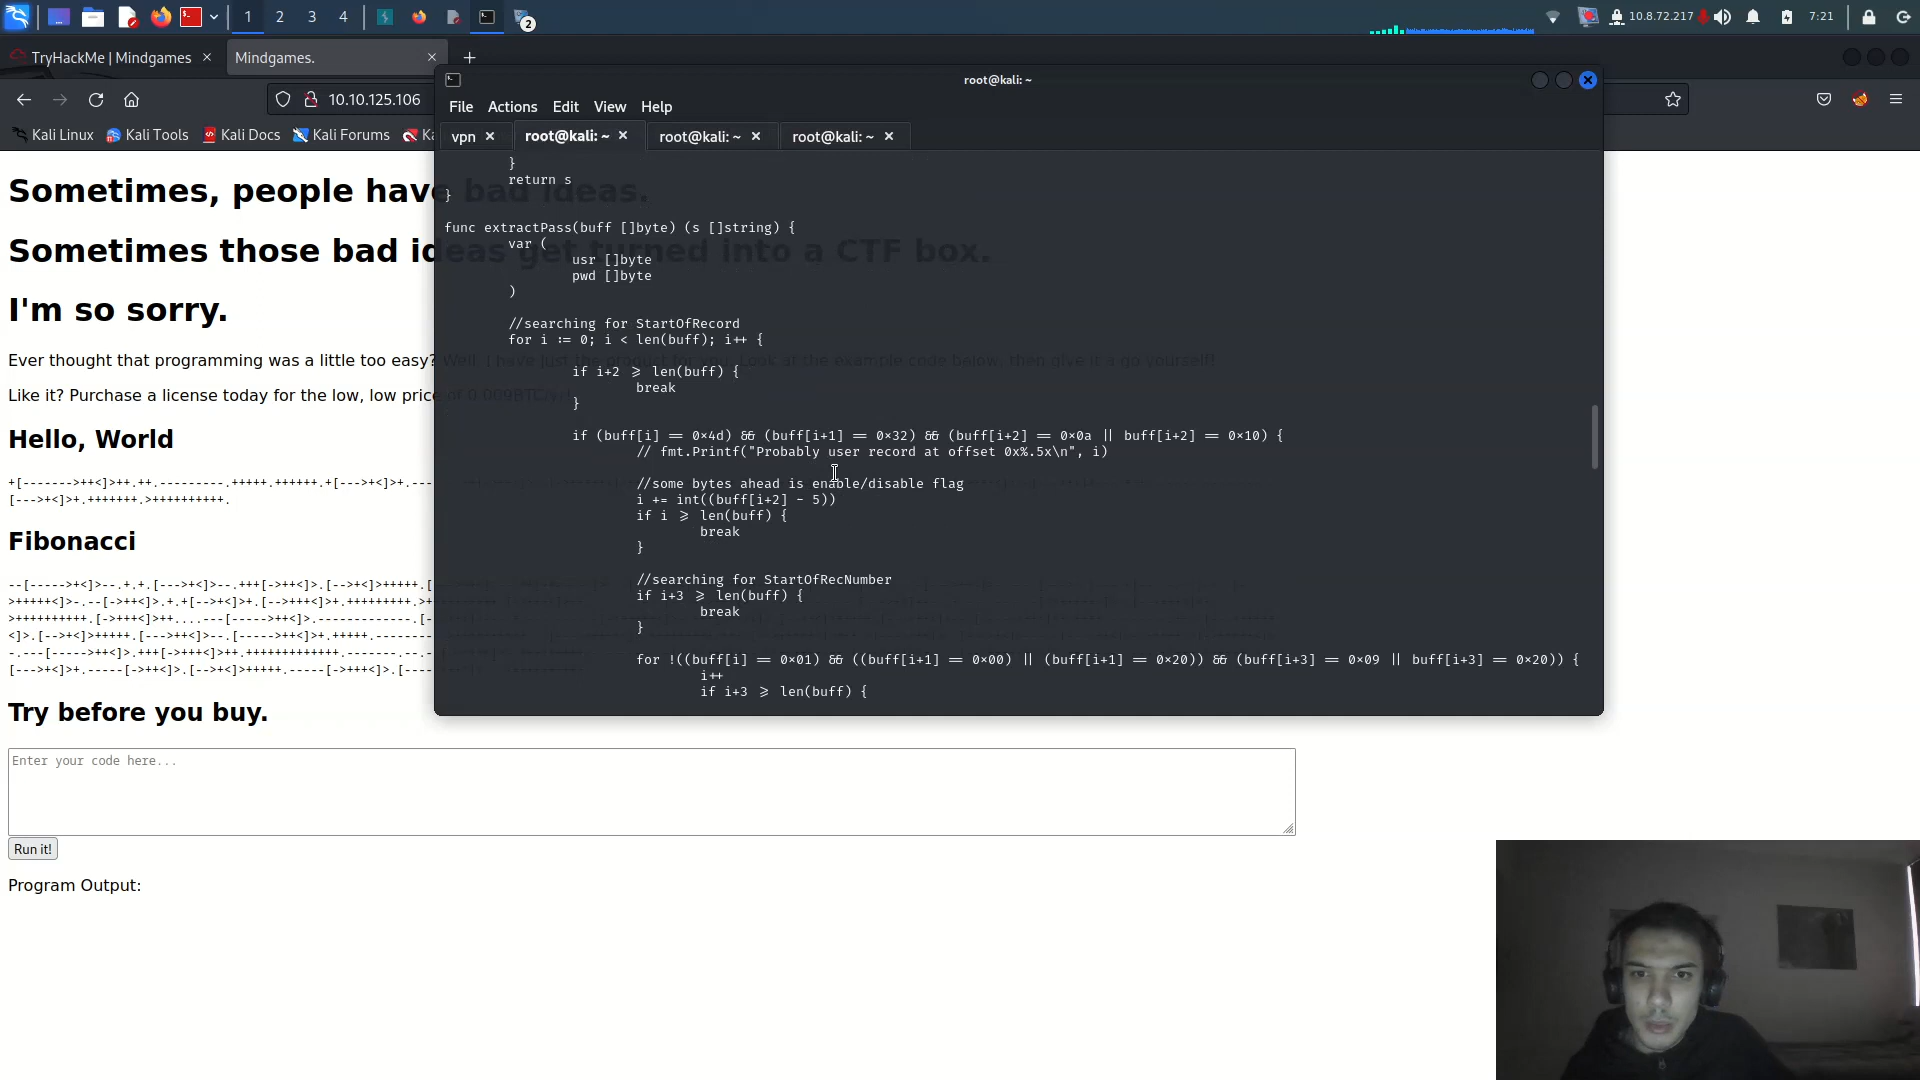 1 2 3 4 2 10.8.72.217 7:21
TryHackMe | Mindgames Mindgames.
10.10.125.106
Kali Linux Kali Tools Kali Docs Kali Forums
root@kali: ~
File Actions Edit View Help
vpn root@kali: ~ root@kali: ~ root@kali: ~
}
return s
}
func extractPass(buff []byte) (s []string) {
var (
usr []byte
pwd []byte
)
//searching for StartOfRecord
for i := 0; i < len(buff); i++ {
if i+2 >= len(buff) {
break
}
if (buff[i] == 0x4d) && (buff[i+1] == 0x32) && (buff[i+2] == 0x0a || buff[i+2] == 0x10) {
// fmt.Printf("Probably user record at offset 0x%.5x\n", i)
//some bytes ahead is enable/disable flag
i += int((buff[i+2] - 5))
if i >= len(buff) {
break
}
//searching for StartOfRecNumber
if i+3 >= len(buff) {
break
}
for !((buff[i] == 0x01) && ((buff[i+1] == 0x00) || (buff[i+1] == 0x20)) && (buff[i+3] == 0x09 || buff[i+3] == 0x20)) {
i++
if i+3 >= len(buff) {
Sometimes, people have bad ideas.
Sometimes those bad ideas get turned into a CTF box.
I'm so sorry.
Ever thought that programming was a little too easy? Well, I have just the product for you. Look at the example code below, then give it a go yourself!
Like it? Purchase a license today for the low, low price of 0.009BTC/yr!
Hello, World
+[------->++<]>++.++.---------.+++++.++++++.+[--->+<]>+.--
[--->+<]>+.+++++++.>++++++++++.
Fibonacci
--[----->+<]>--.+.+.[--->+<]>--.+++[->++<]>.[-->+<]>+++++.[
>+++++<]>-.--[->++<]>.+.+[-->+<]>+.[-->+++<]>+.+++++++++.>+
>++++++++++.[->+++<]>++....---[----->++<]>.-------------.[-
<]>.[-->+<]>+++++.[--->++<]>--.[----->++<]>+.+++++.--------
-.---[----->++<]>.+++[->+++<]>++.+++++++++++++.-------.--.-
[--->+<]>+.-----[->++<]>.[-->+<]>+++++.-----[->+++<]>.[----
Try before you buy.
Enter your code here...
Run it!
Program Output: